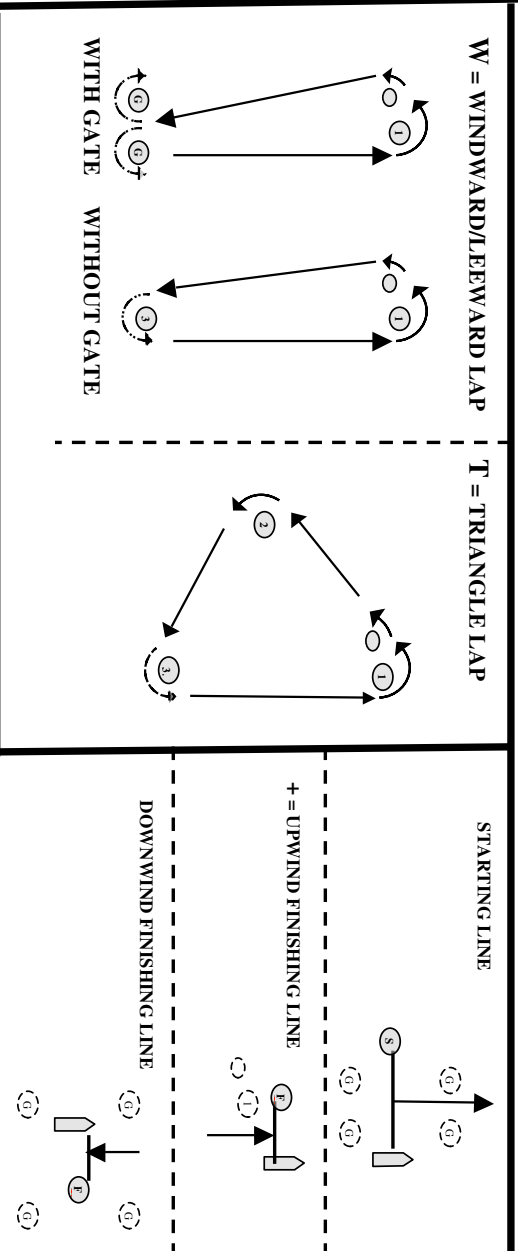 W = WINDWARD/LEEWARD LAP
1 1
G G 3
WITH GATE WITHOUT GATE
T = TRIANGLE LAP
1
2
3.
STARTING LINE
G G
S
G G
+ = UPWIND FINISHING LINE
F
1
DOWNWIND FINISHING LINE
G G
F
G G